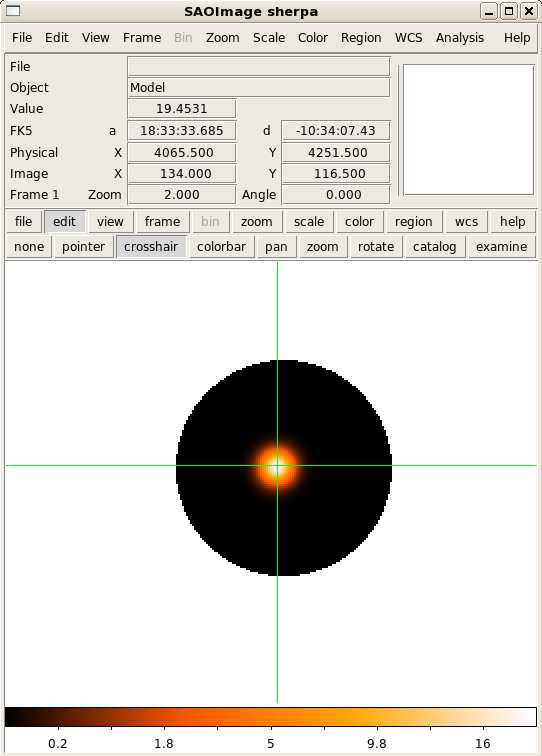 SAOImage sherpa
File Edit View Frame Bin Zoom Scale Color Region WCS Analysis Help
File
Object Model
Value 19.4531
FK5 a 18:33:33.685 d -10:34:07.43
Physical X 4065.500 Y 4251.500
Image X 134.000 Y 116.500
Frame 1 Zoom 2.000 Angle 0.000
file edit view frame bin zoom scale color region wcs help
none pointer crosshair colorbar pan zoom rotate catalog examine
0.2 1.8 5 9.8 16